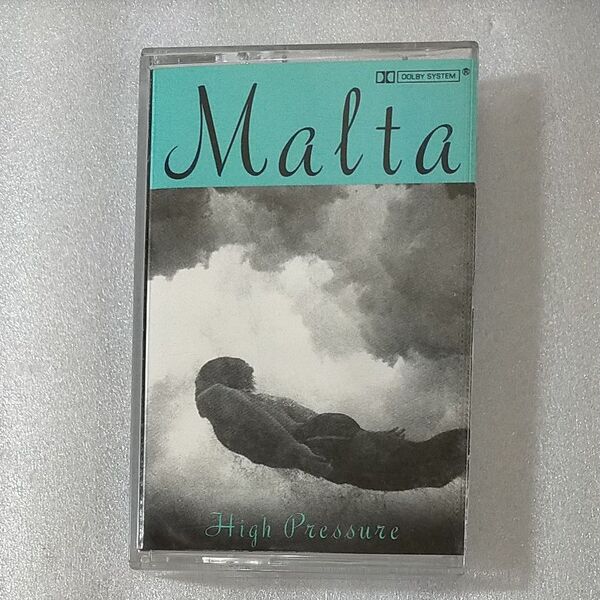 DOLBY SYSTEM ®
Malta
High Pressure